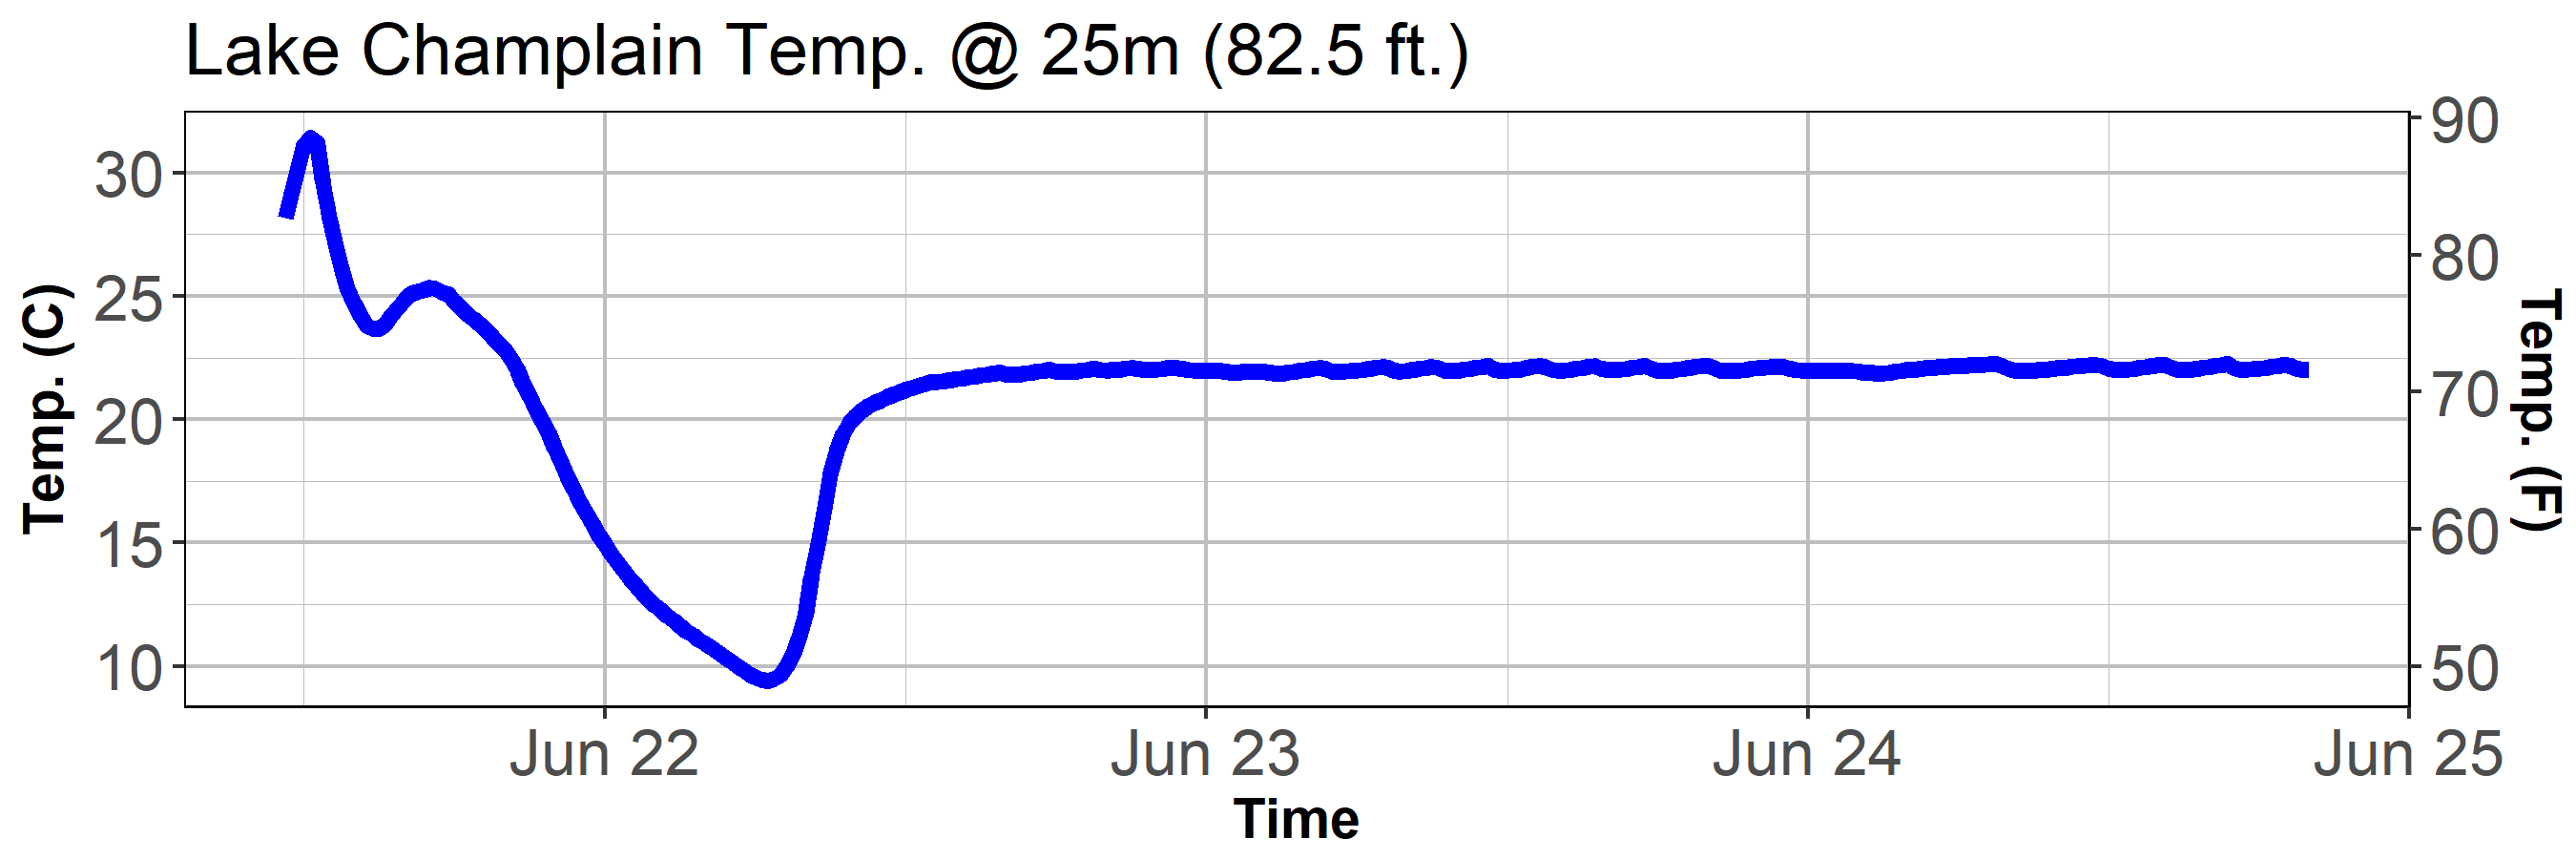 Lake Champlain Temp. @ 25m (82.5 ft.)
Temp. (C)
30
25
20
15
10
90
80
70
60
50
Temp. (F)
Jun 22
Jun 23
Jun 24
Jun 25
Time